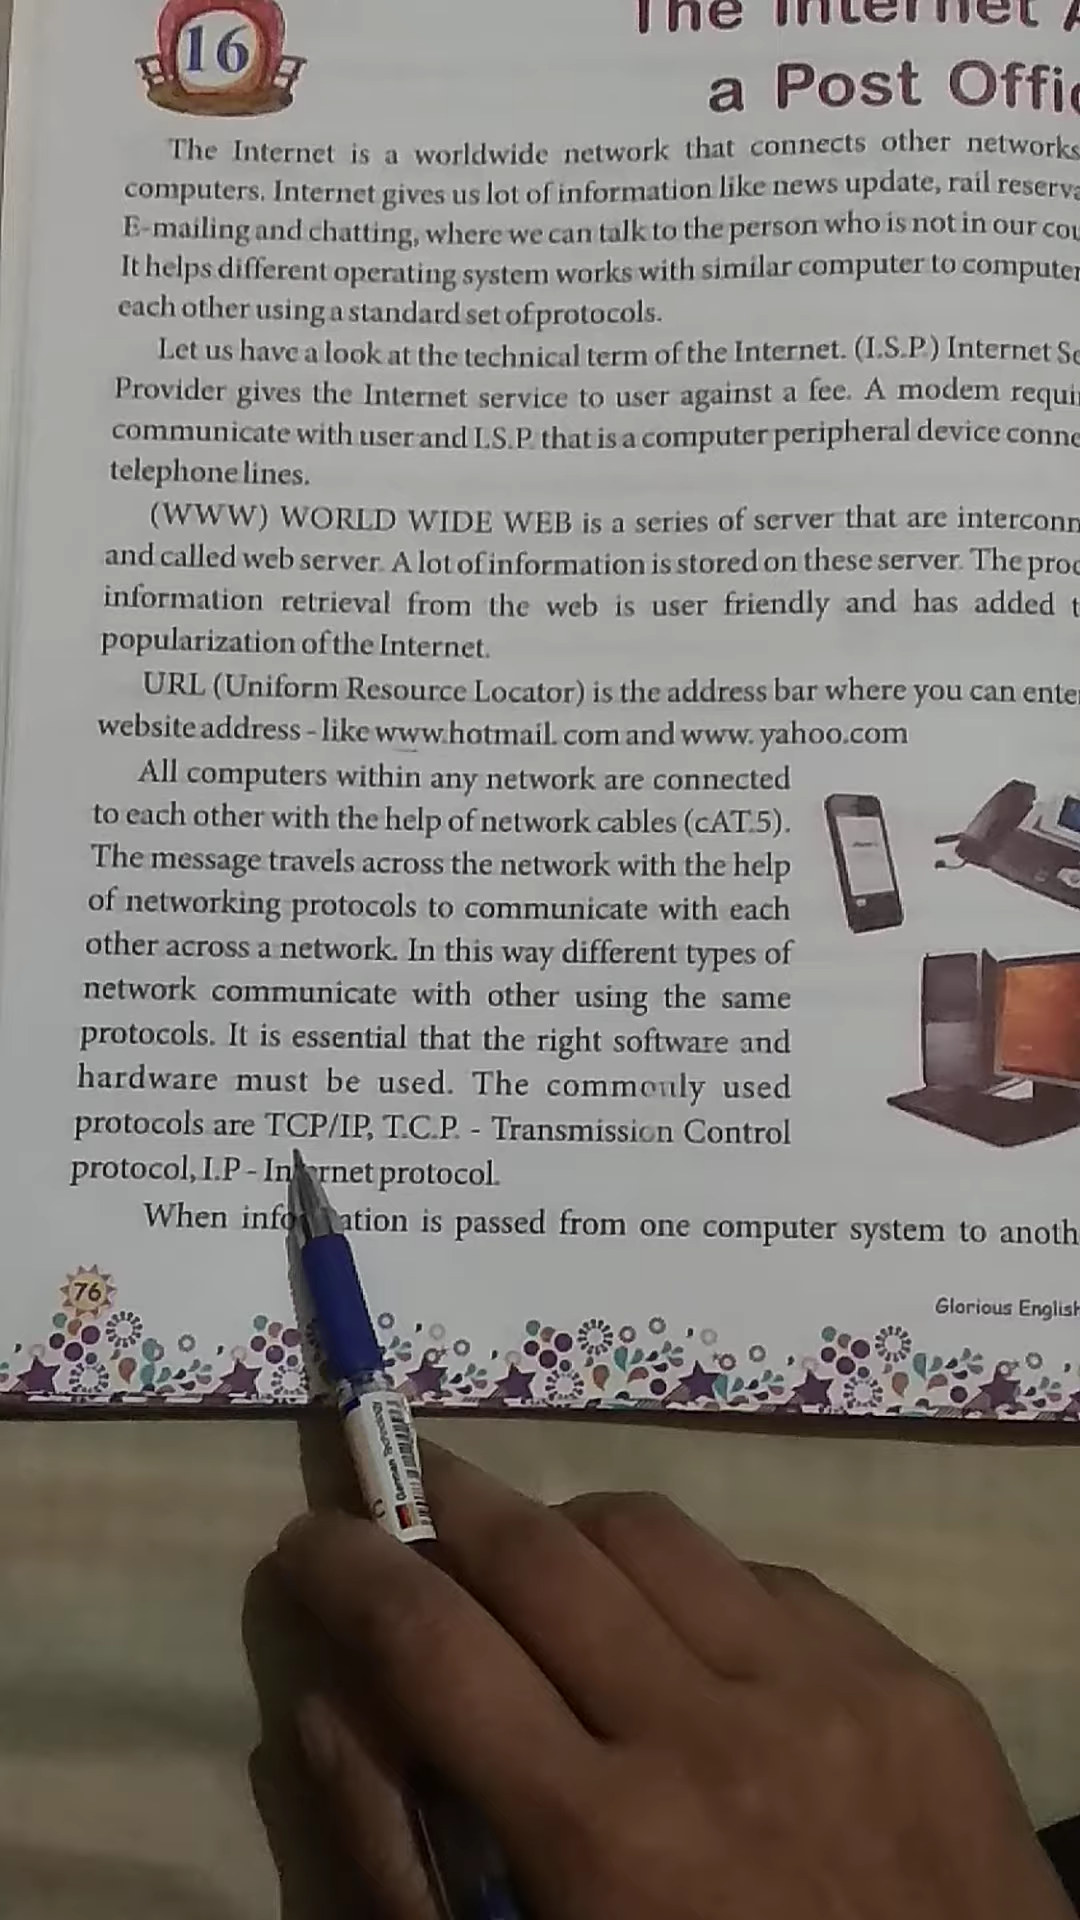 16
The Internet
a Post
The Internet is a worldwide network that connects other networks
computers. Internet gives us lot of information like news update, rail
E-mailing and chatting, where we can talk to the person who is not in our
It helps different operating system works with similar computer to computer
each other using a standard set of protocols.
Let us have a look at the technical term of the Internet. (I.S.P.) Internet
Provider gives the Internet service to user against a fee. A modem
communicate with user and I.S.P. that is a computer peripheral device
telephone lines.
(WWW) WORLD WIDE WEB is a series of server that are
and called web server. A lot of information is stored on these server. The
information retrieval from the web is user friendly and has added
popularization of the Internet.
URL (Uniform Resource Locator) is the address bar where you can enter
website address - like www.hotmail. com and www. yahoo.com
All computers within any network are connected
to each other with the help of network cables (cAT.5).
The message travels across the network with the help
of networking protocols to communicate with each
other across a network. In this way different types of
network communicate with other using the same
protocols. It is essential that the right software and
hardware must be used. The commonly used
protocols are TCP/IP, T.C.P. - Transmission Control
protocol, I.P - Internet protocol.
When information is passed from one computer system to
76
Glorious English
German Technology